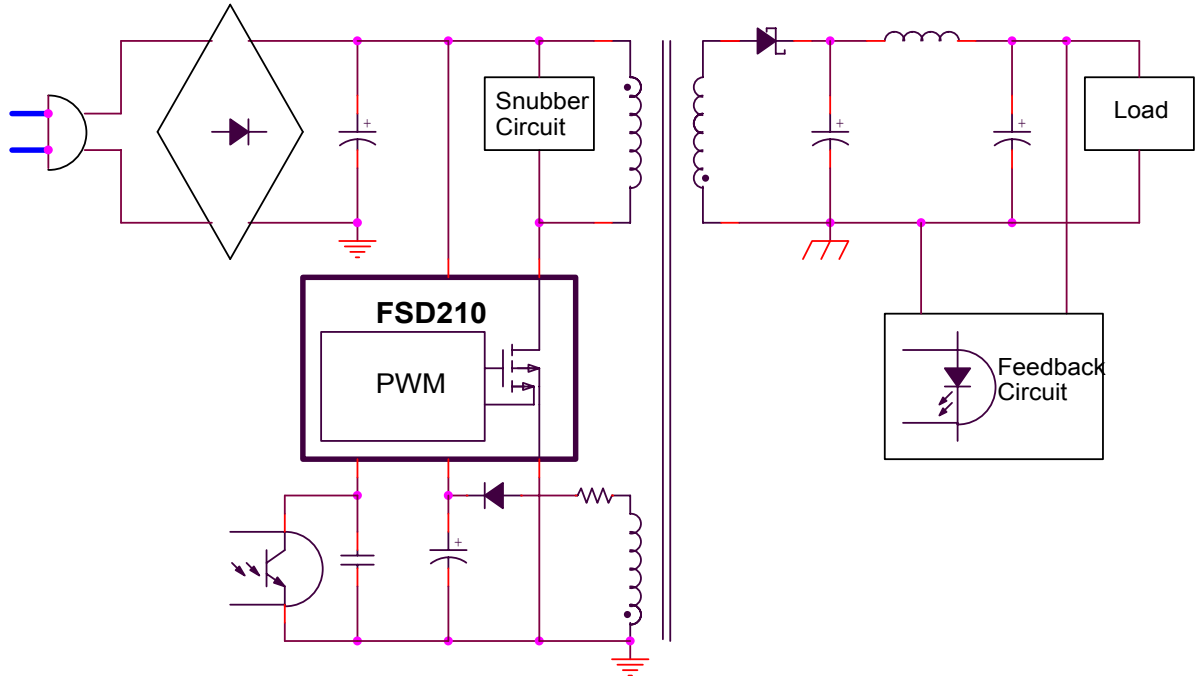 Snubber
Circuit
Load
+
+
+
FSD210
PWM
Feedback
Circuit
+